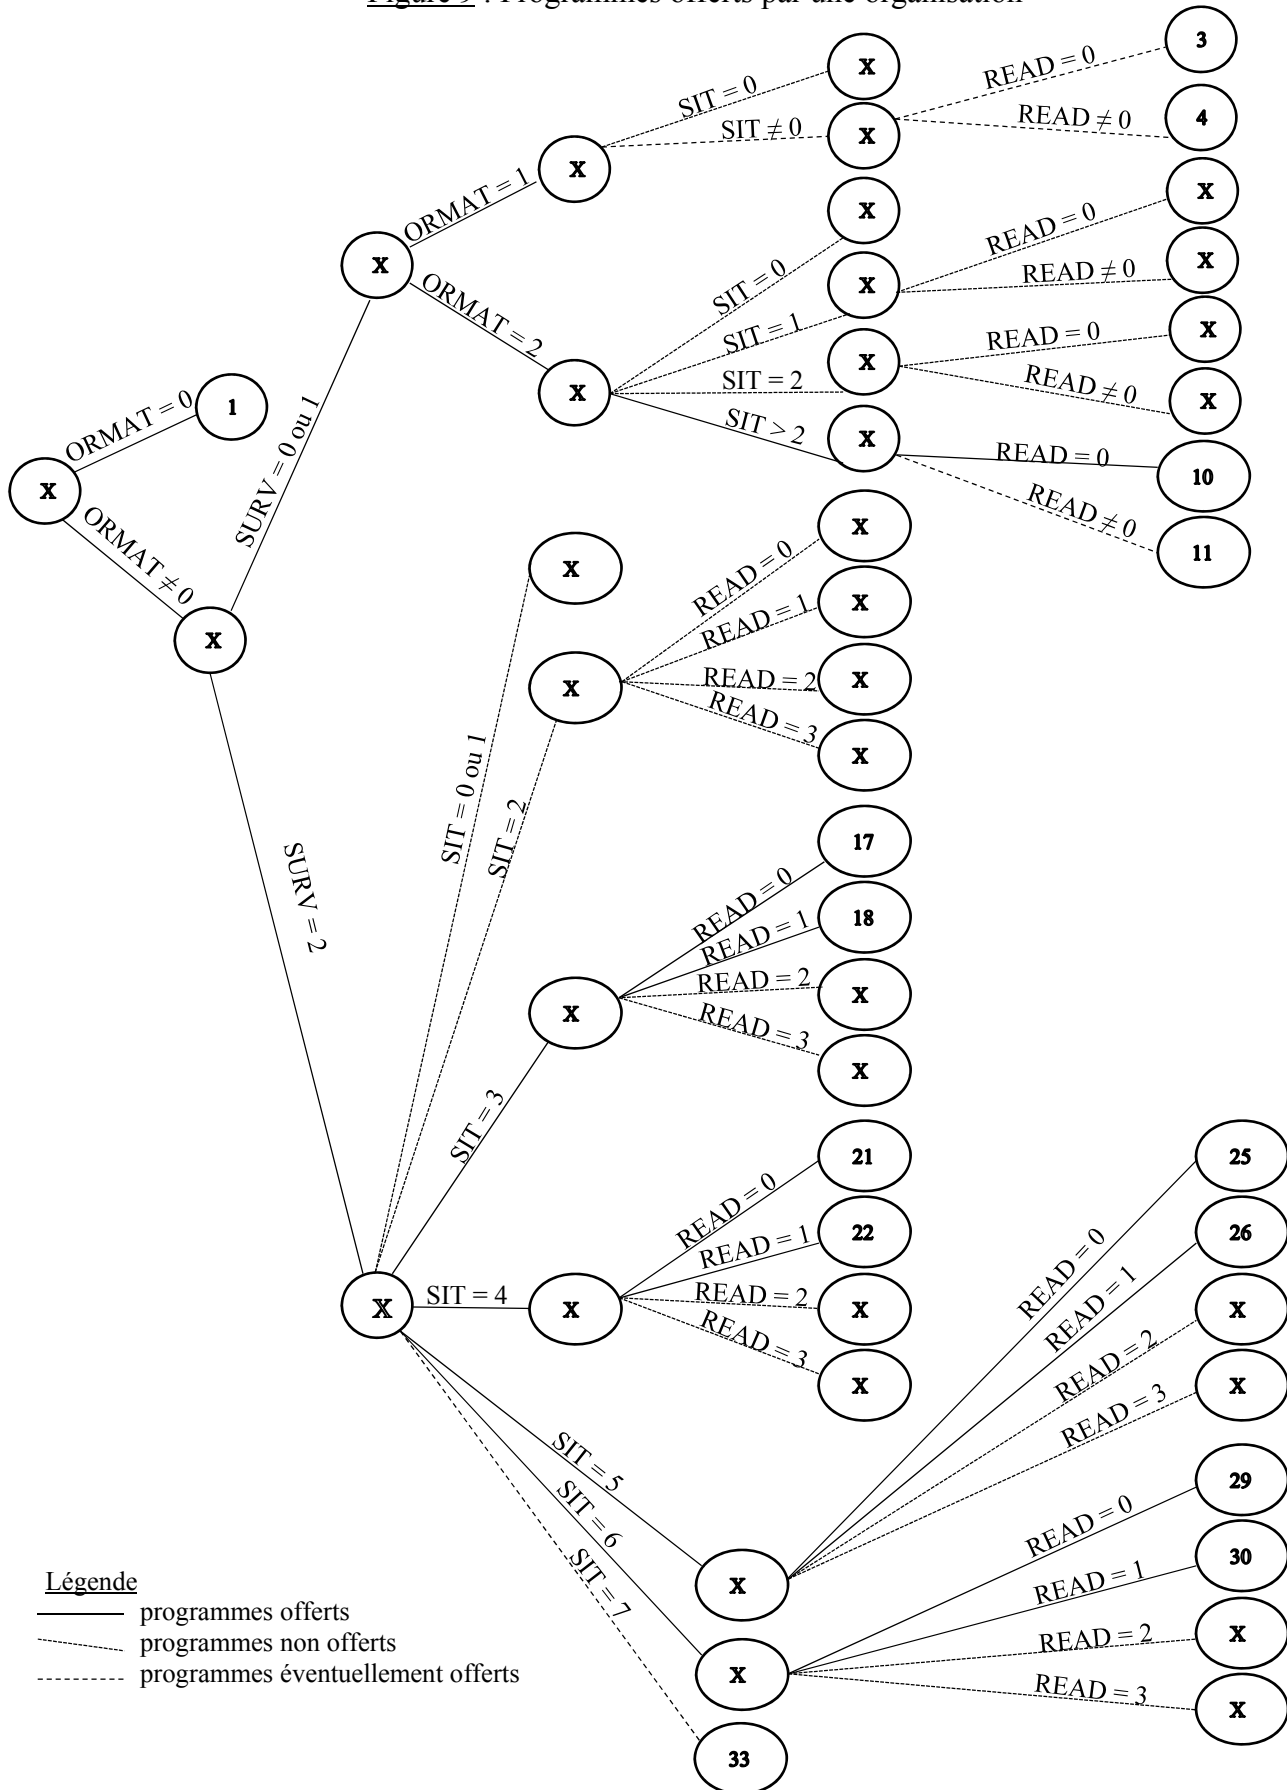 Figure 9 : Programmes offerts par une organisation
3
X
SIT = 0
READ = 0
4
SIT ≠ 0
X
READ ≠ 0
X
ORMAT = 1
X
X
READ = 0
X
X
ORMAT = 2
SIT = 0
X
READ ≠ 0
SIT = 1
X
READ = 0
X
SIT = 2
X
READ ≠ 0
X
SIT > 2
X
READ = 0
10
READ ≠ 0
11
ORMAT = 0
1
X
ORMAT ≠ 0
SURV = 0 ou 1
X
X
READ = 0
X
READ = 1
X
X
READ = 2
X
READ = 3
X
SIT = 0 ou 1
SIT = 2
SURV = 2
17
READ = 0
18
READ = 1
READ = 2
X
X
READ = 3
X
SIT = 3
21
READ = 0
22
READ = 1
X
SIT = 4
X
READ = 2
X
READ = 3
X
25
26
READ = 0
READ = 1
X
READ = 2
X
READ = 3
SIT = 5
29
SIT = 6
READ = 0
30
SIT = 7
X
READ = 1
X
READ = 2
X
READ = 3
X
33
Légende
programmes offerts
programmes non offerts
programmes éventuellement offerts